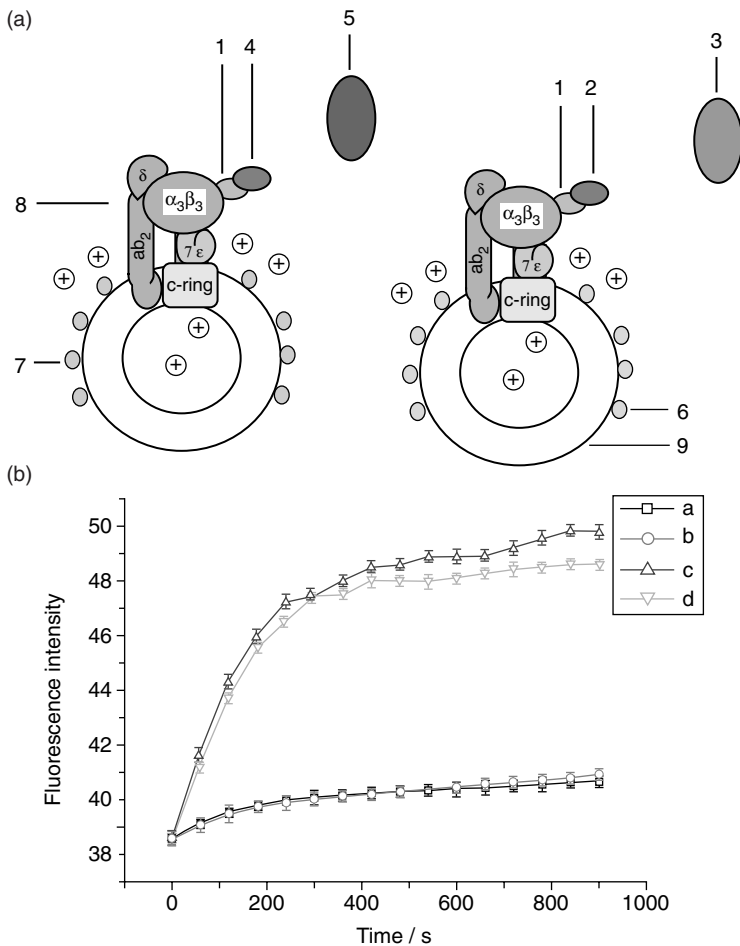 (a)
5
3
1 4
1 2
δ
α₃β₃
8
ab₂
7 ε
c-ring
7
δ
α₃β₃
ab₂
7 ε
c-ring
6
9
+ + + + + +
+ + + + + +
(b)
50
48
46
44
42
40
38
Fluorescence intensity
0 200 400 600 800 1000
Time / s
a
b
c
d